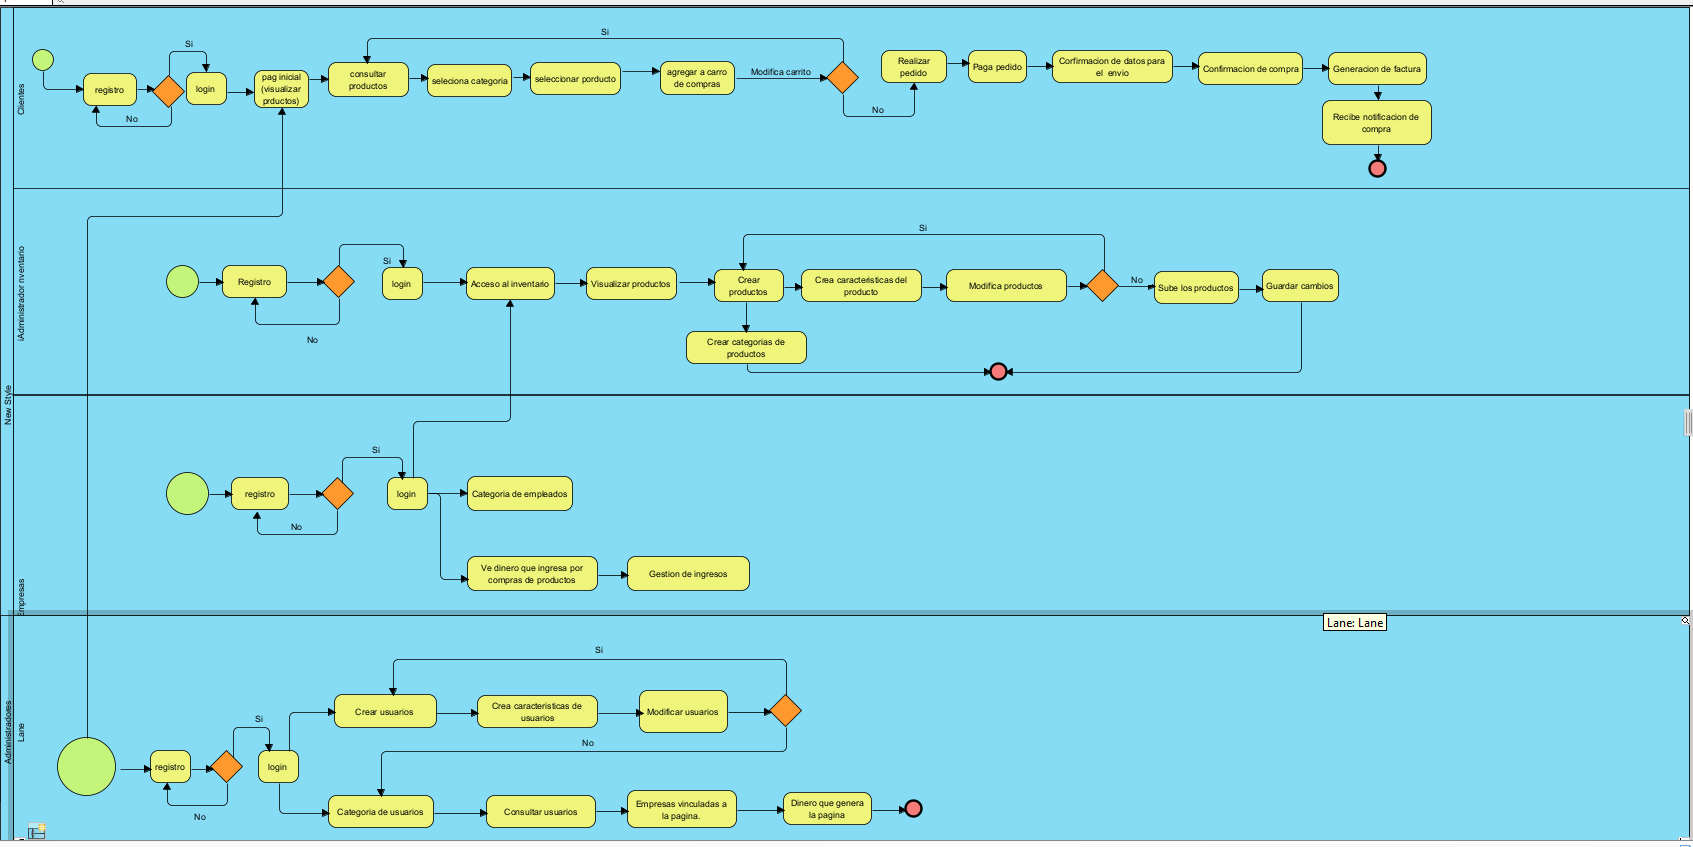 New Style
Clientes
Si
Si
registro
login
No
pag inicial
(visualizar
prductos)
consultar
productos
seleciona categoria
seleccionar porducto
agregar a carro
de compras
Modifica carrito
No
Realizar
pedido
Paga pedido
Corfirmacion de datos para
el envio
Confirmacion de compra
Generacion de factura
Recibe notificacion de
compra
iAdministrador nventario
Si
Registro
Si
login
No
Acceso al inventario
Visualizar productos
Crear
productos
Crea caracteristicas del
producto
Modifica productos
No
Sube los productos
Guardar cambios
Crear categorias de
productos
Empresas
Si
registro
login
No
Categoria de empleados
Ve dinero que ingresa por
compras de productos
Gestion de ingresos
Lane: Lane
Administradores
Lane
Si
Crear usuarios
Crea caracteristicas de
usuarios
Modificar usuarios
Si
No
registro
login
No
Categoria de usuarios
Consultar usuarios
Empresas vinculadas a
la pagina.
Dinero que genera
la pagina